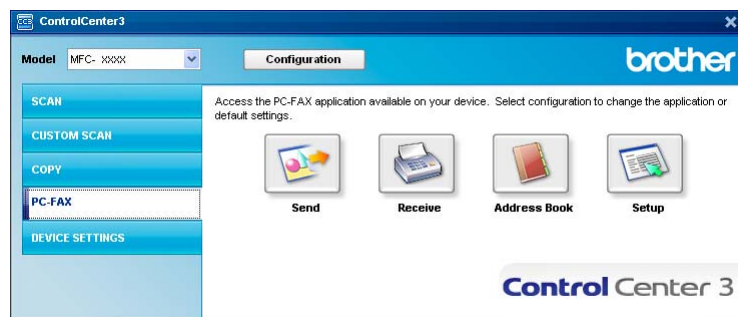 ControlCenter3
Model MFC- XXXX Configuration brother
SCAN
CUSTOM SCAN
COPY
PC-FAX
DEVICE SETTINGS
Access the PC-FAX application available on your device. Select configuration to change the application or
default settings.
Send Receive Address Book Setup
Control Center 3